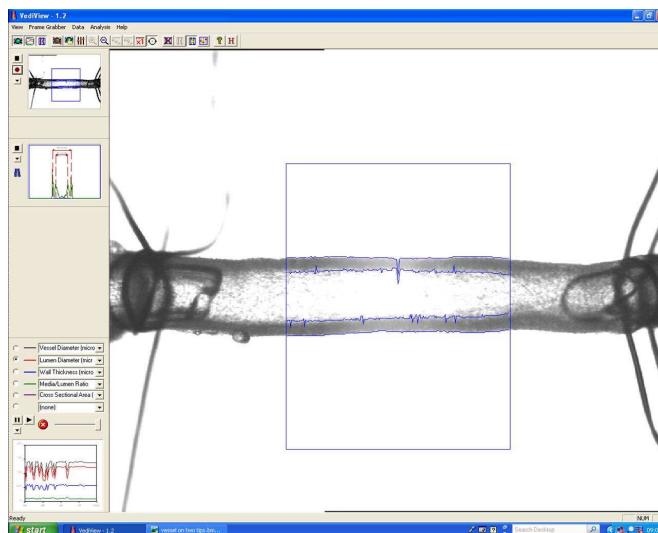 VediView - 1.2
View Frame Grabber Data Analysis Help
Vessel Diameter (micro
Lumen Diameter (micr
Wall Thickness (micro
Media/Lumen Ratio
Cross Sectional Area (
(none)
Ready
NUM
start
VediView - 1.2
vessel on two tips.bm...
Search Desktop